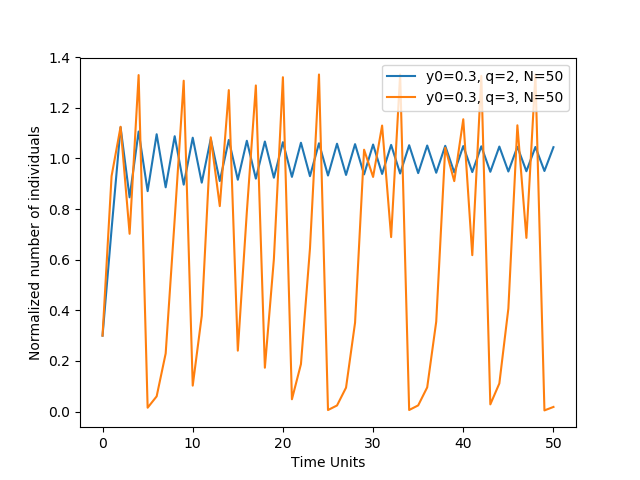 1.4
1.2
1.0
0.8
0.6
0.4
0.2
0.0
Normalized number of individuals
y0=0.3, q=2, N=50
y0=0.3, q=3, N=50
0 10 20 30 40 50
Time Units